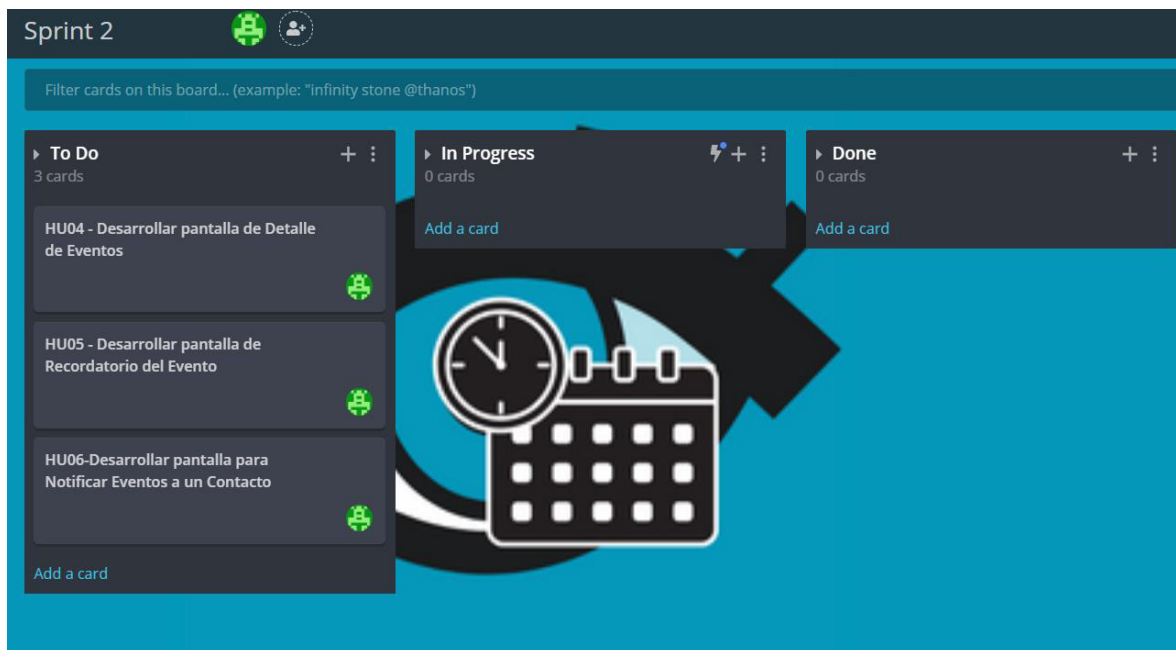 Sprint 2
Filter cards on this board... (example: "infinity stone @thanos")
To Do
3 cards
HU04 - Desarrollar pantalla de Detalle
de Eventos
HU05 - Desarrollar pantalla de
Recordatorio del Evento
HU06-Desarrollar pantalla para
Notificar Eventos a un Contacto
Add a card
In Progress
0 cards
Add a card
Done
0 cards
Add a card